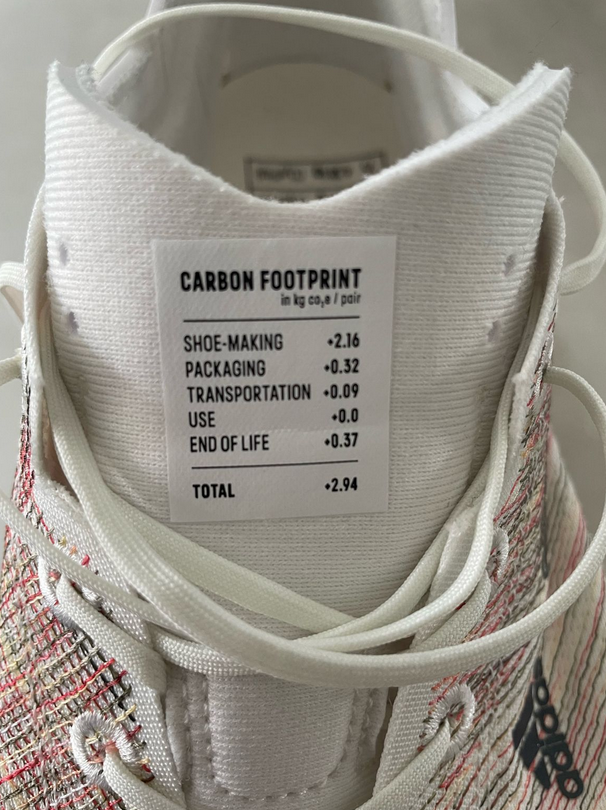 CARBON FOOTPRINT
in kg co₂e / pair
SHOE-MAKING +2.16
PACKAGING +0.32
TRANSPORTATION +0.09
USE +0.0
END OF LIFE +0.37
TOTAL +2.94
adidas